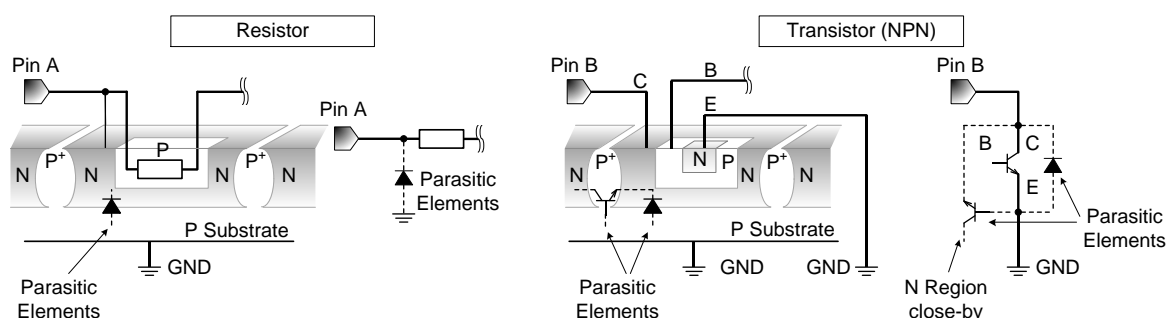 Resistor
Transistor (NPN)
Pin A
Pin A
N
P+
N
P
N
P+
N
Parasitic
Elements
P Substrate
GND
Parasitic
Elements
Pin B
C
B
E
N
P+
N
P
N
P+
N
P Substrate
GND
GND
Parasitic
Elements
Pin B
B
C
E
Parasitic
Elements
GND
N Region
close-by